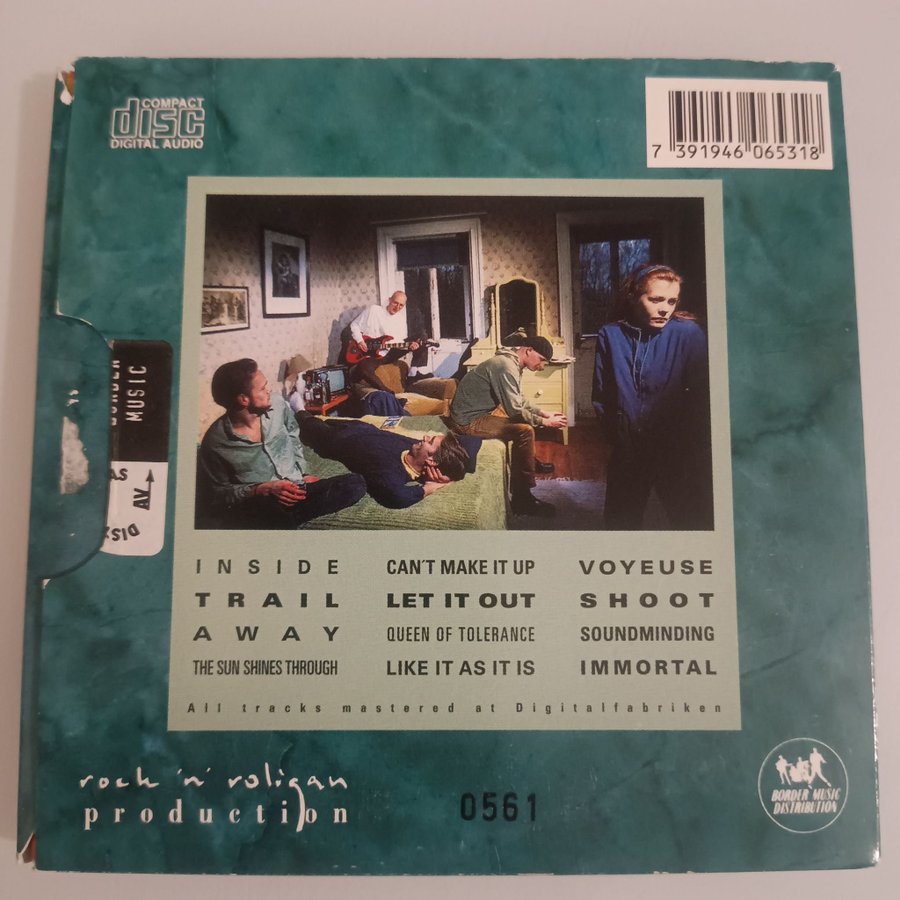 COMPACT
disc
DIGITAL AUDIO
7 391946 065318
MUSIC
AS
AV
DIS
INSIDE
TRAIL
AWAY
THE SUN SHINES THROUGH
CAN'T MAKE IT UP
LET IT OUT
QUEEN OF TOLERANCE
LIKE IT AS IT IS
VOYEUSE
SHOOT
SOUNDMINDING
IMMORTAL
All tracks mastered at Digitalfabriken
rock 'n' roligan
production
0561
BORDER MUSIC
DISTRIBUTION